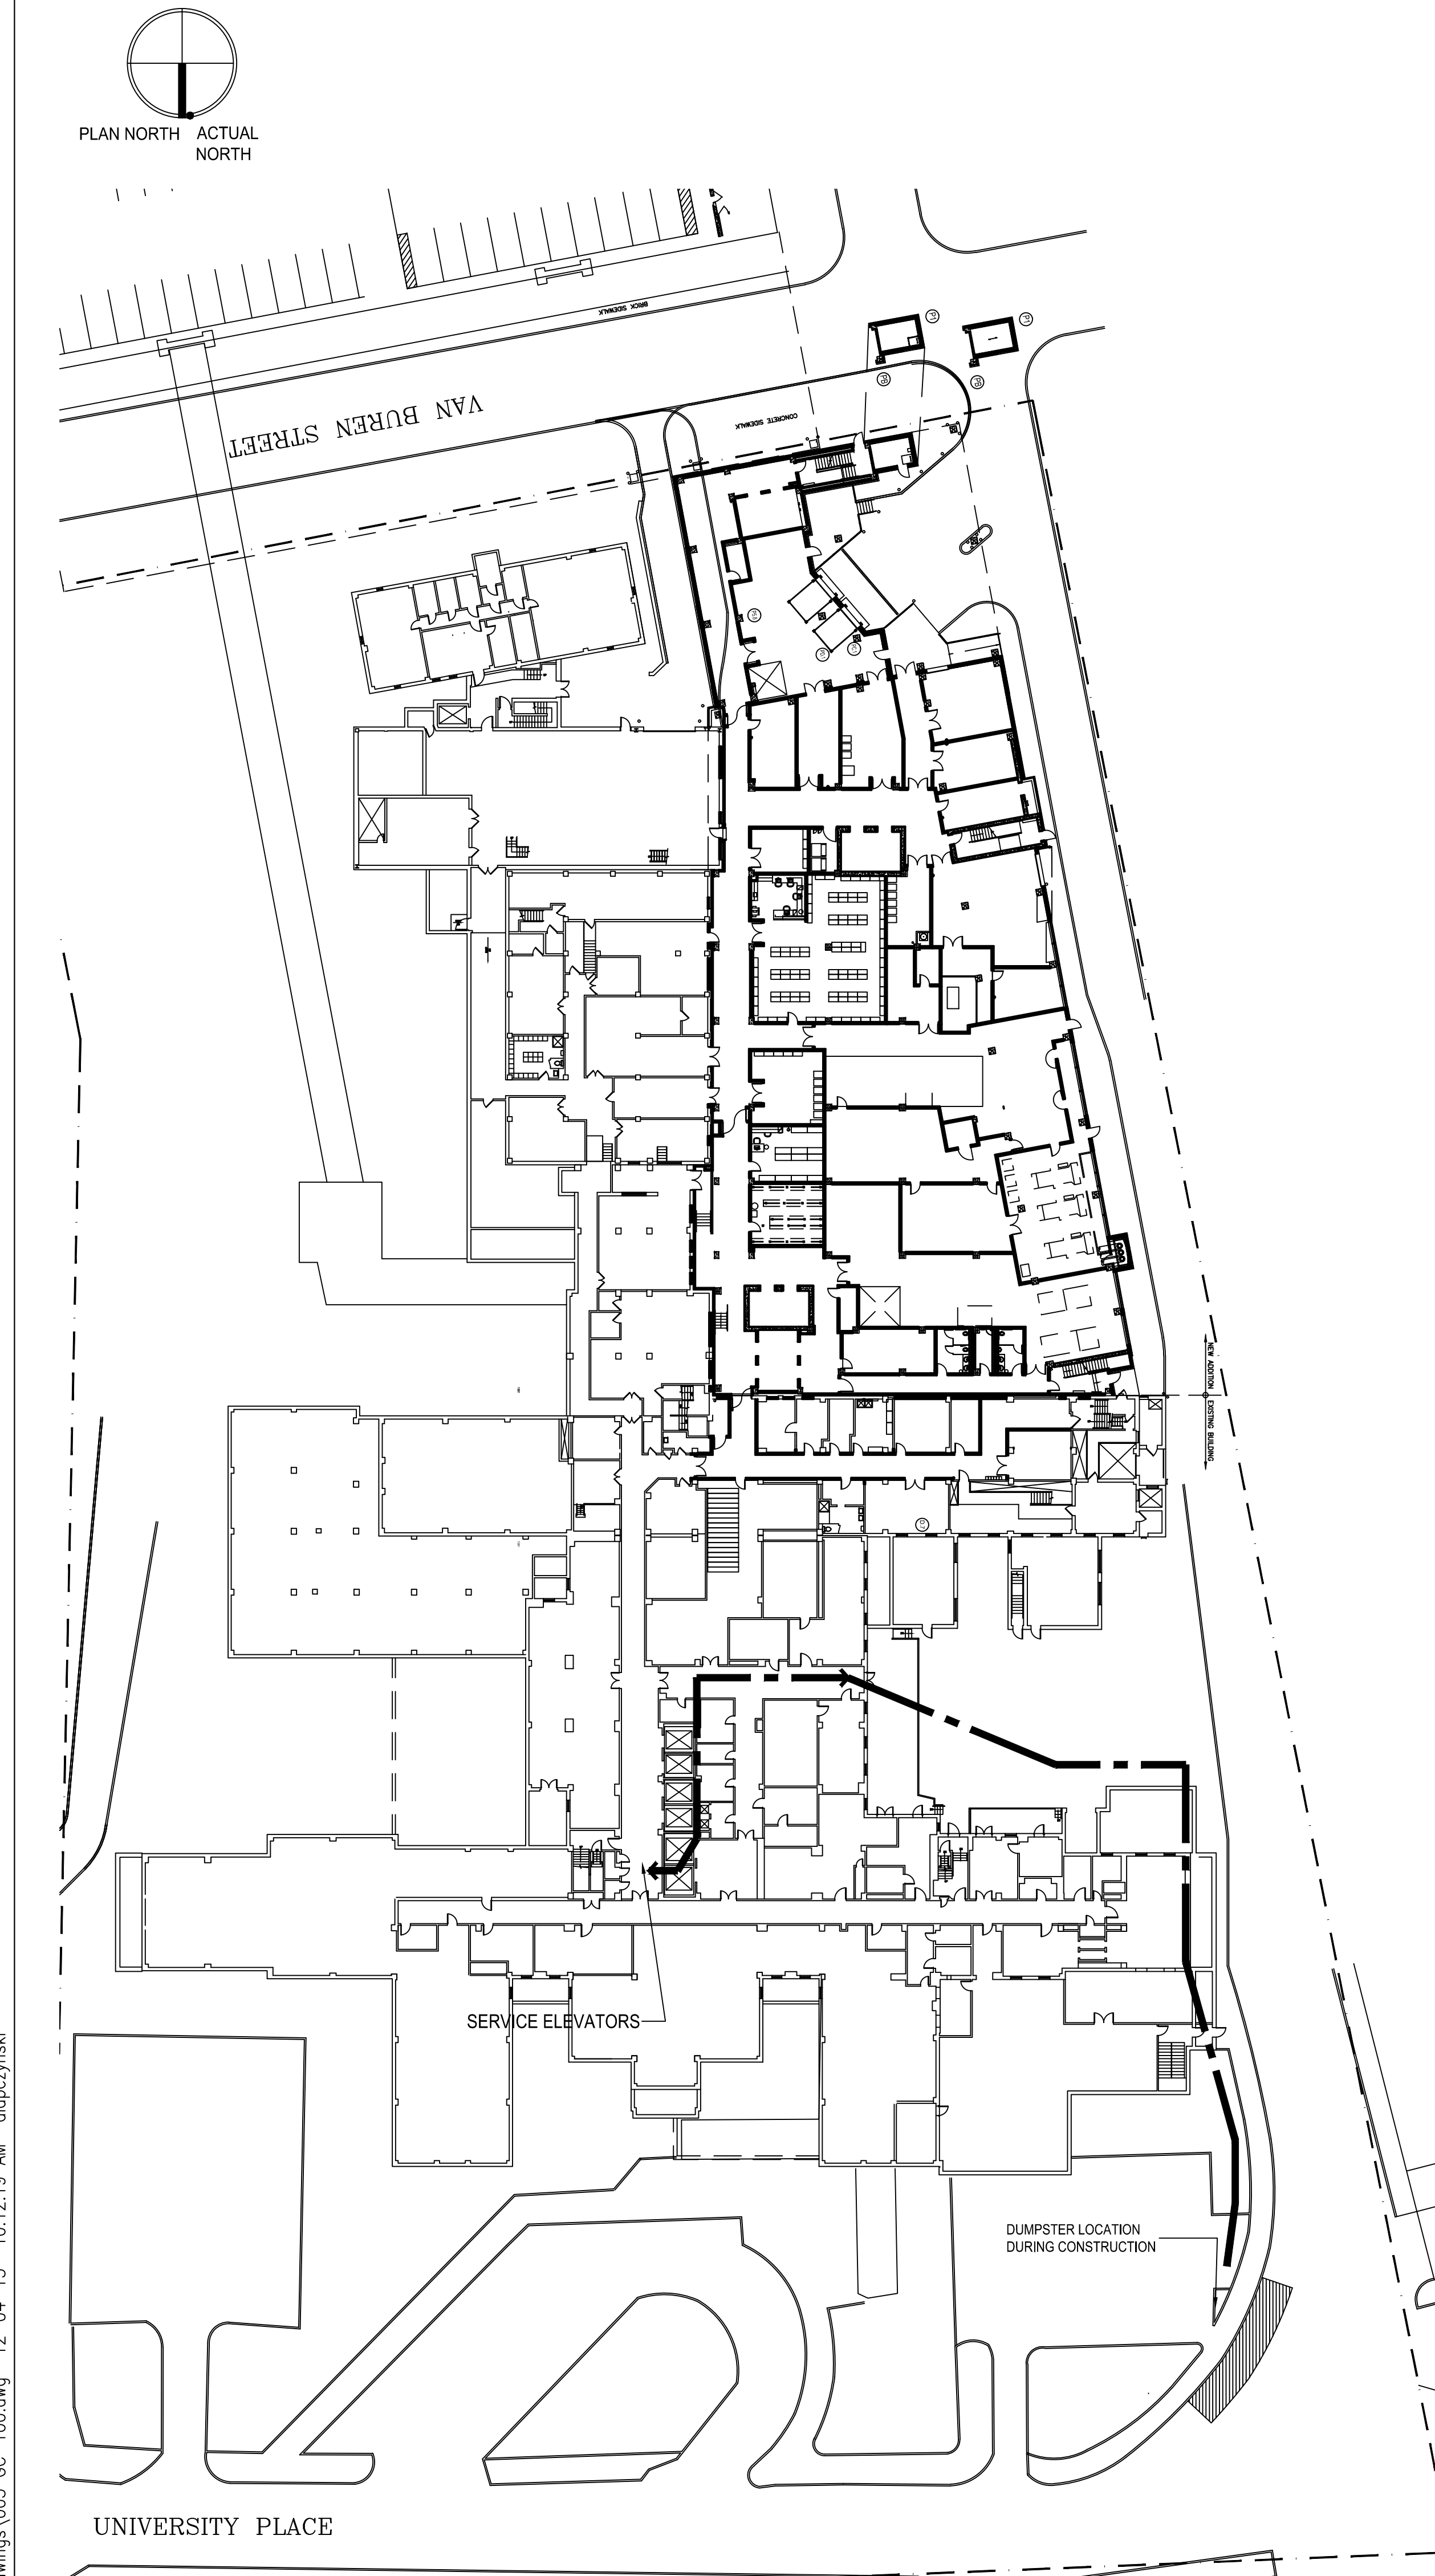 PLAN NORTH
ACTUAL
NORTH
BRICK SIDEWALK
VAN BUREN STREET
CONCRETE SIDEWALK
NEW ADDITION
EXISTING BUILDING
SERVICE ELEVATORS
DUMPSTER LOCATION
DURING CONSTRUCTION
UNIVERSITY PLACE